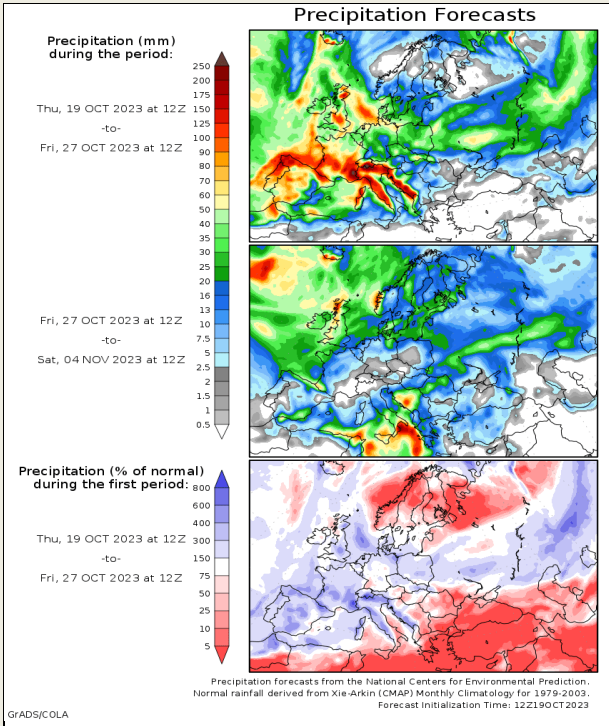 Precipitation Forecasts
Precipitation (mm)
during the period:
Thu, 19 OCT 2023 at 12Z
-to-
Fri, 27 OCT 2023 at 12Z
Fri, 27 OCT 2023 at 12Z
-to-
Sat, 04 NOV 2023 at 12Z
250
200
175
150
125
100
90
80
70
60
50
40
35
30
25
20
16
13
10
7.5
5
2.5
2
1.5
1
0.5
Precipitation (% of normal)
during the first period:
Thu, 19 OCT 2023 at 12Z
-to-
Fri, 27 OCT 2023 at 12Z
800
600
400
300
150
75
50
25
10
5
Precipitation forecasts from the National Centers for Environmental Prediction.
Normal rainfall derived from Xie-Arkin (CMAP) Monthly Climatology for 1979-2003.
Forecast Initialization Time: 12Z19OCT2023
GrADS/COLA